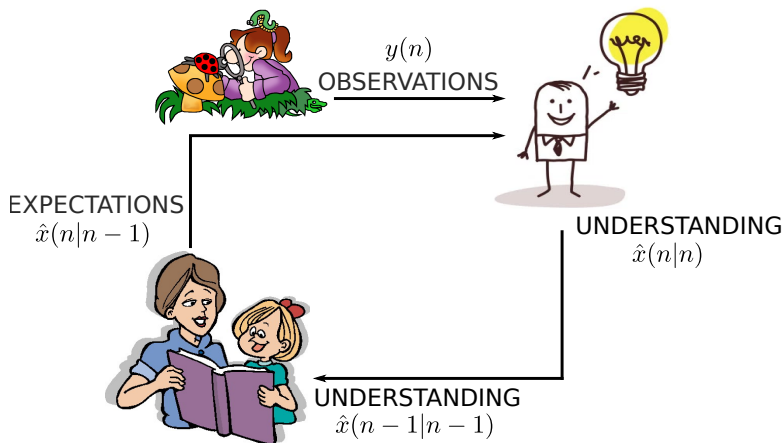 y(n)
OBSERVATIONS
EXPECTATIONS
x̂(n|n − 1)
UNDERSTANDING
x̂(n|n)
UNDERSTANDING
x̂(n − 1|n − 1)